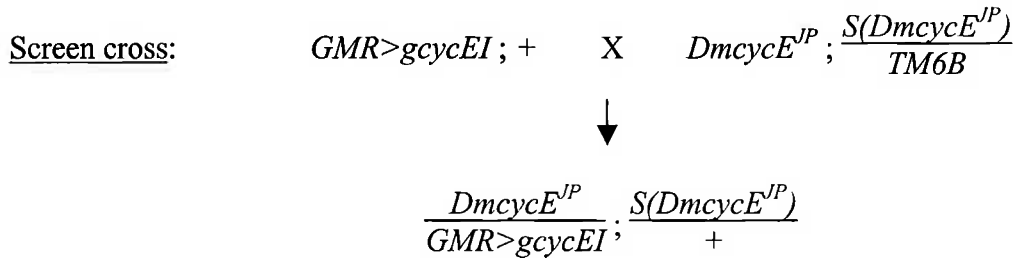 Screen cross: GMR>gcycEI ; + X DmcycE^JP ; S(DmcycE^JP)/TM6B
↓
DmcycE^JP/GMR>gcycEI ; S(DmcycE^JP)/+